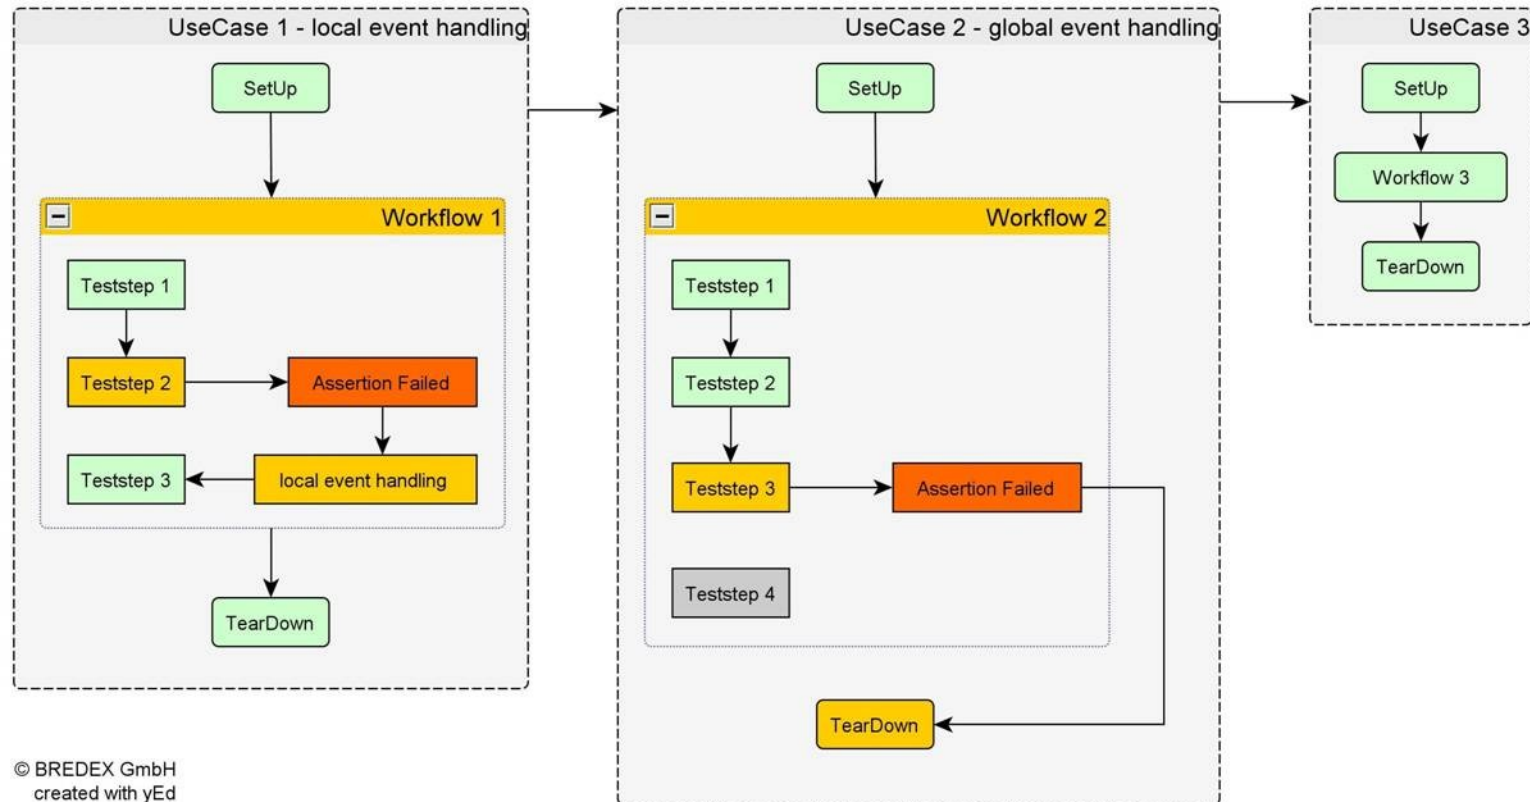 UseCase 1 - local event handling
SetUp
Workflow 1
Teststep 1
Teststep 2
Assertion Failed
Teststep 3
local event handling
TearDown
UseCase 2 - global event handling
SetUp
Workflow 2
Teststep 1
Teststep 2
Teststep 3
Assertion Failed
Teststep 4
TearDown
UseCase 3
SetUp
Workflow 3
TearDown
© BREDEX GmbH
created with yEd